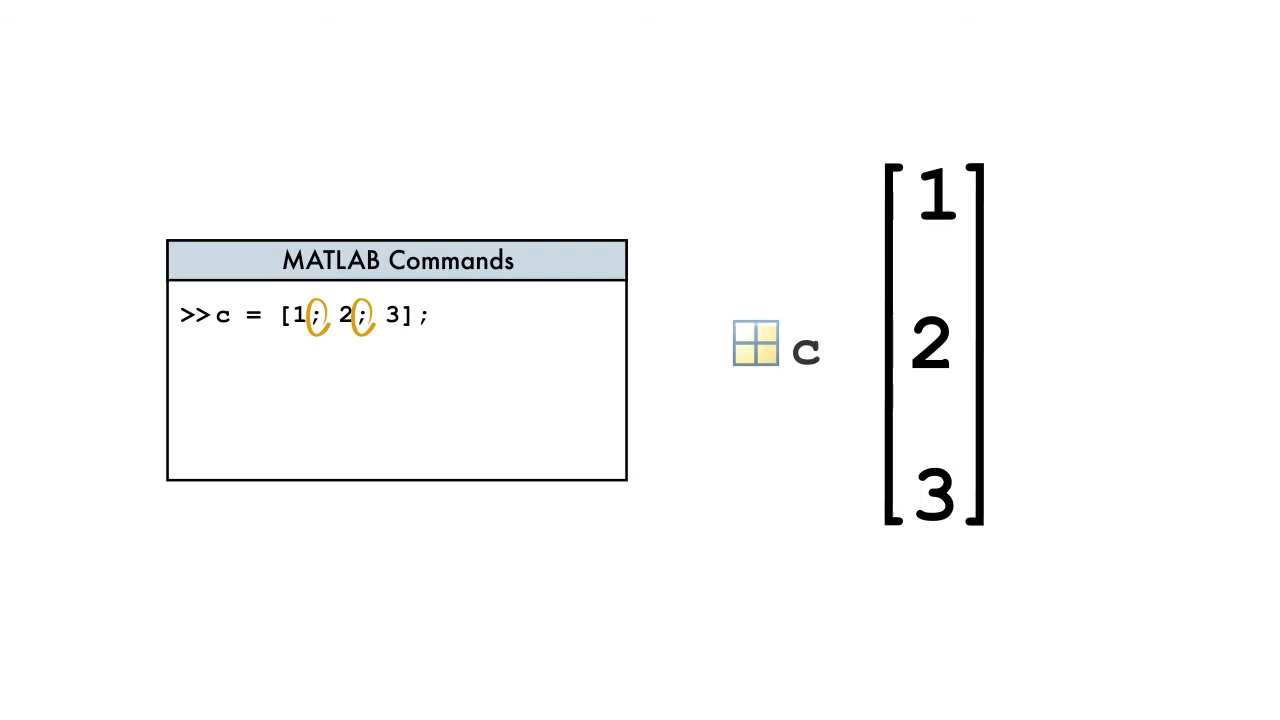 MATLAB Commands
>>c = [1; 2; 3];
c
1
2
3